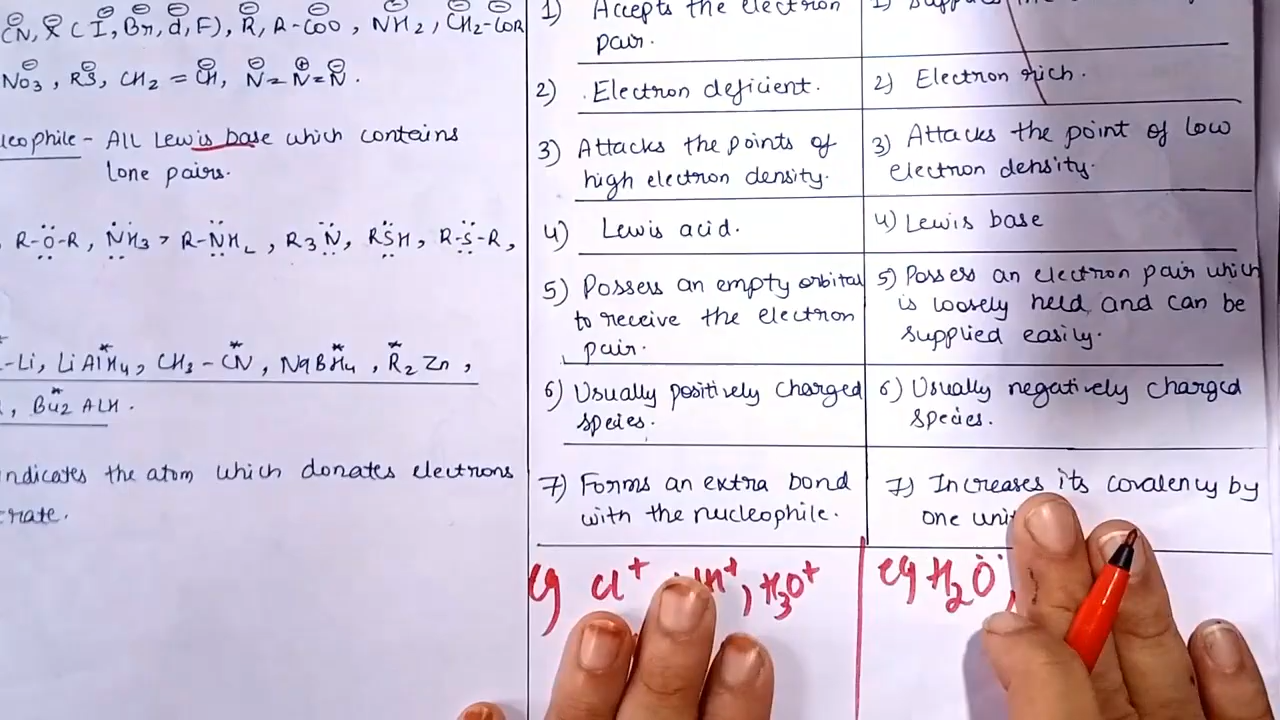 CN, X (I, Br, Cl, F), R, R-COO, NH2, CH2-COR
NO3, RS, CH2 = CH, N=N=N.
leophile - All Lewis base which contains
lone pairs.
R-O-R, NH3 > R-NH2, R3N, RSH, R-S-R,
-Li, LiAlH4, CH3-CN, NaBH4, R2Zn,
, Bu2 ALH.
ndicates the atom which donates electrons
rate.
1) Accepts the electron
pair.
2) Electron deficient.
3) Attacks the points of
high electron density.
4) Lewis acid.
5) Possess an empty orbital
to receive the electron
pair.
6) Usually positively charged
species.
7) Forms an extra bond
with the nucleophile.
eg Cl+ , H3O+
1)
2) Electron rich.
3) Attacks the point of low
electron density.
4) Lewis base
5) Possess an electron pair which
is loosely held and can be
supplied easily.
6) Usually negatively charged
species.
7) Increases its covalency by
one unit
eg H2O,